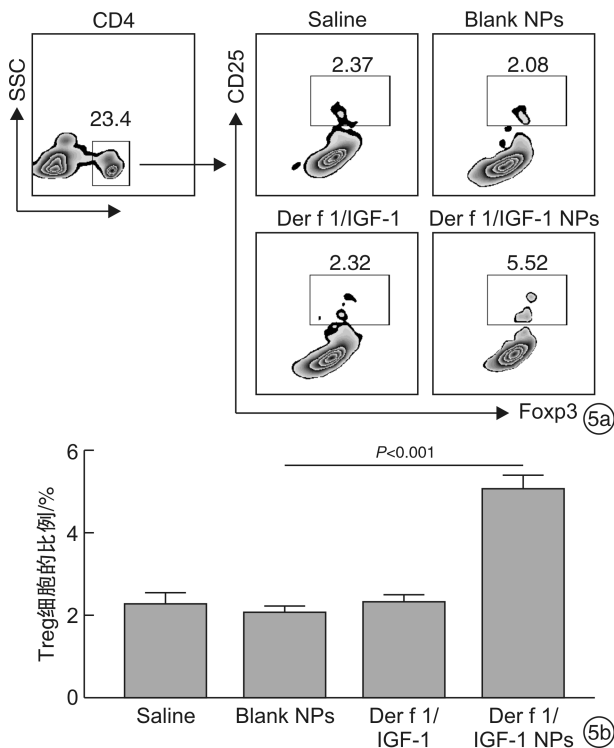 CD4
SSC
23.4
Saline
Blank NPs
CD25
2.37
2.08
Der f 1/IGF-1
Der f 1/IGF-1 NPs
2.32
5.52
Foxp3
5a
P<0.001
Treg细胞的比例/%
6
4
2
0
Saline
Blank NPs
Der f 1/
IGF-1
Der f 1/
IGF-1 NPs
5b